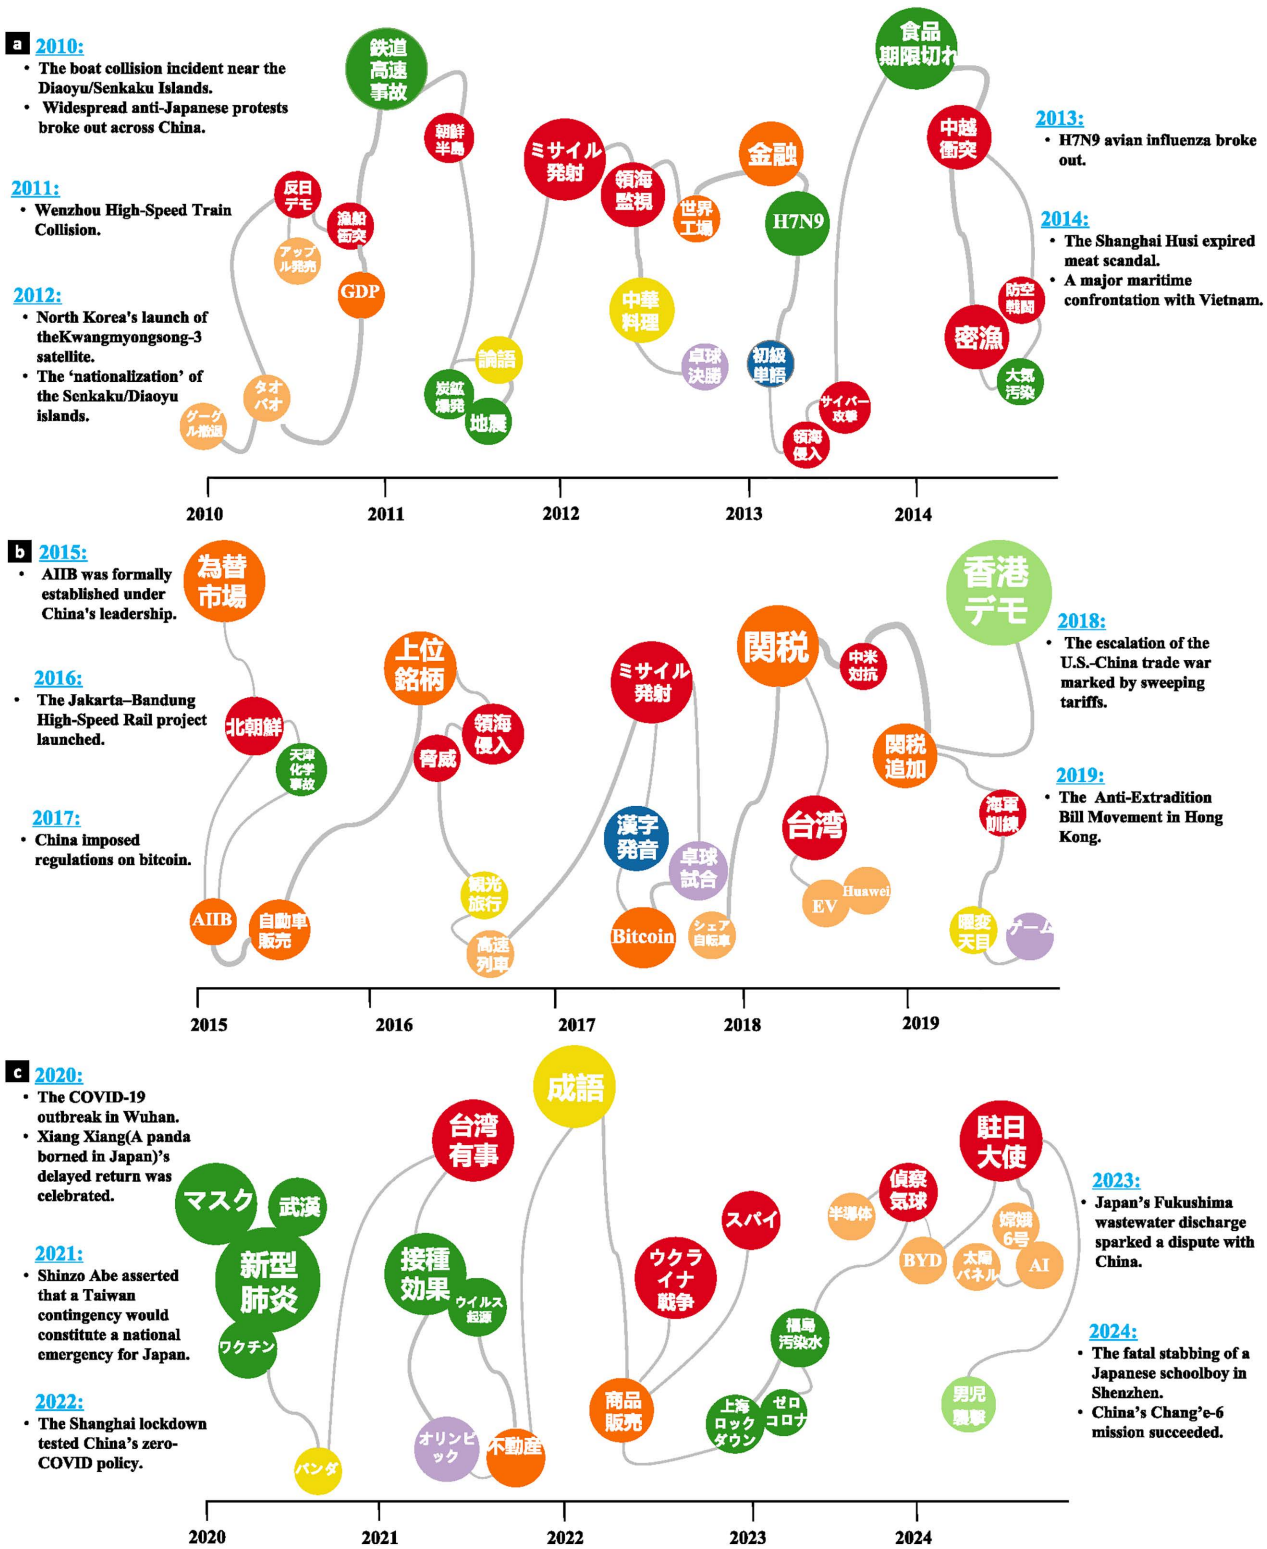 a
2010:
• The boat collision incident near the
Diaoyu/Senkaku Islands.
• Widespread anti-Japanese protests
broke out across China.
2011:
• Wenzhou High-Speed Train
Collision.
2012:
• North Korea's launch of
theKwangmyongsong-3
satellite.
• The ‘nationalization’ of
the Senkaku/Diaoyu
islands.
グーグ
ル撤退
タオ
バオ
反日
デモ
アップ
ル発売
漁船
衝突
GDP
鉄道
高速
事故
朝鮮
半島
炭鉱
爆発
論語
地震
ミサイル
発射
領海
監視
中華
料理
世界
工場
卓球
決勝
金融
H7N9
初級
単語
領海
侵入
サイバー
攻撃
食品
期限切れ
中越
衝突
防空
戦闘
密漁
大気
汚染
2013:
• H7N9 avian influenza broke
out.
2014:
• The Shanghai Husi expired
meat scandal.
• A major maritime
confrontation with Vietnam.
2010
2011
2012
2013
2014
b
2015:
• AIIB was formally
established under
China's leadership.
2016:
• The Jakarta–Bandung
High-Speed Rail project
launched.
2017:
• China imposed
regulations on bitcoin.
為替
市場
北朝鮮
天津
化学
事故
AIIB
自動車
販売
上位
銘柄
領海
侵入
脅威
観光
旅行
高速
列車
ミサイル
発射
漢字
発音
卓球
試合
Bitcoin
シェア
自転車
関税
中米
対抗
台湾
EV
Huawei
関税
追加
香港
デモ
海軍
訓練
曜変
天目
ゲーム
2018:
• The escalation of the
U.S.-China trade war
marked by sweeping
tariffs.
2019:
• The Anti-Extradition
Bill Movement in Hong
Kong.
2015
2016
2017
2018
2019
c
2020:
• The COVID-19
outbreak in Wuhan.
• Xiang Xiang(A panda
borned in Japan)’s
delayed return was
celebrated.
2021:
• Shinzo Abe asserted
that a Taiwan
contingency would
constitute a national
emergency for Japan.
2022:
• The Shanghai lockdown
tested China’s zero-
COVID policy.
マスク
武漢
新型
肺炎
ワクチン
パンダ
台湾
有事
接種
効果
ウイルス
起源
オリンピ
ック
不動産
成語
ウクラ
イナ
戦争
スパイ
商品
販売
上海
ロック
ダウン
ゼロ
コロナ
福島
汚染水
半導体
偵察
気球
BYD
駐日
大使
嫦娥
6号
太陽
パネル
AI
男児
襲撃
2023:
• Japan’s Fukushima
wastewater discharge
sparked a dispute with
China.
2024:
• The fatal stabbing of a
Japanese schoolboy in
Shenzhen.
• China’s Chang’e-6
mission succeeded.
2020
2021
2022
2023
2024